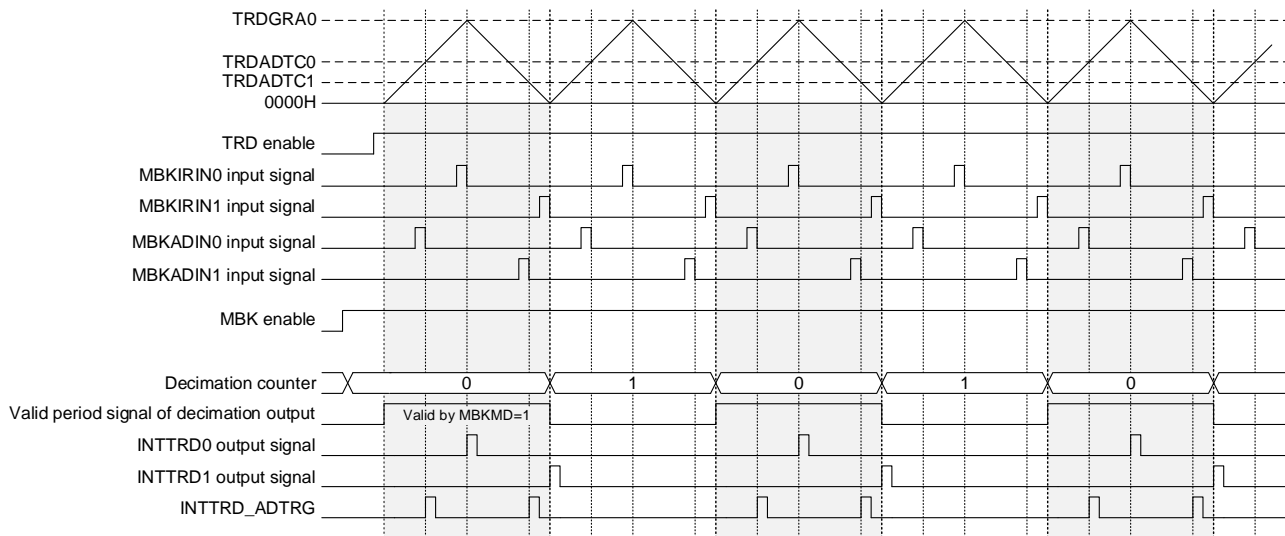 TRDGRA0
TRDADTC0
TRDADTC1
0000H
TRD enable
MBKIRIN0 input signal
MBKIRIN1 input signal
MBKADIN0 input signal
MBKADIN1 input signal
MBK enable
Decimation counter 0 1 0 1 0
Valid period signal of decimation output Valid by MBKMD=1
INTTRD0 output signal
INTTRD1 output signal
INTTRD_ADTRG